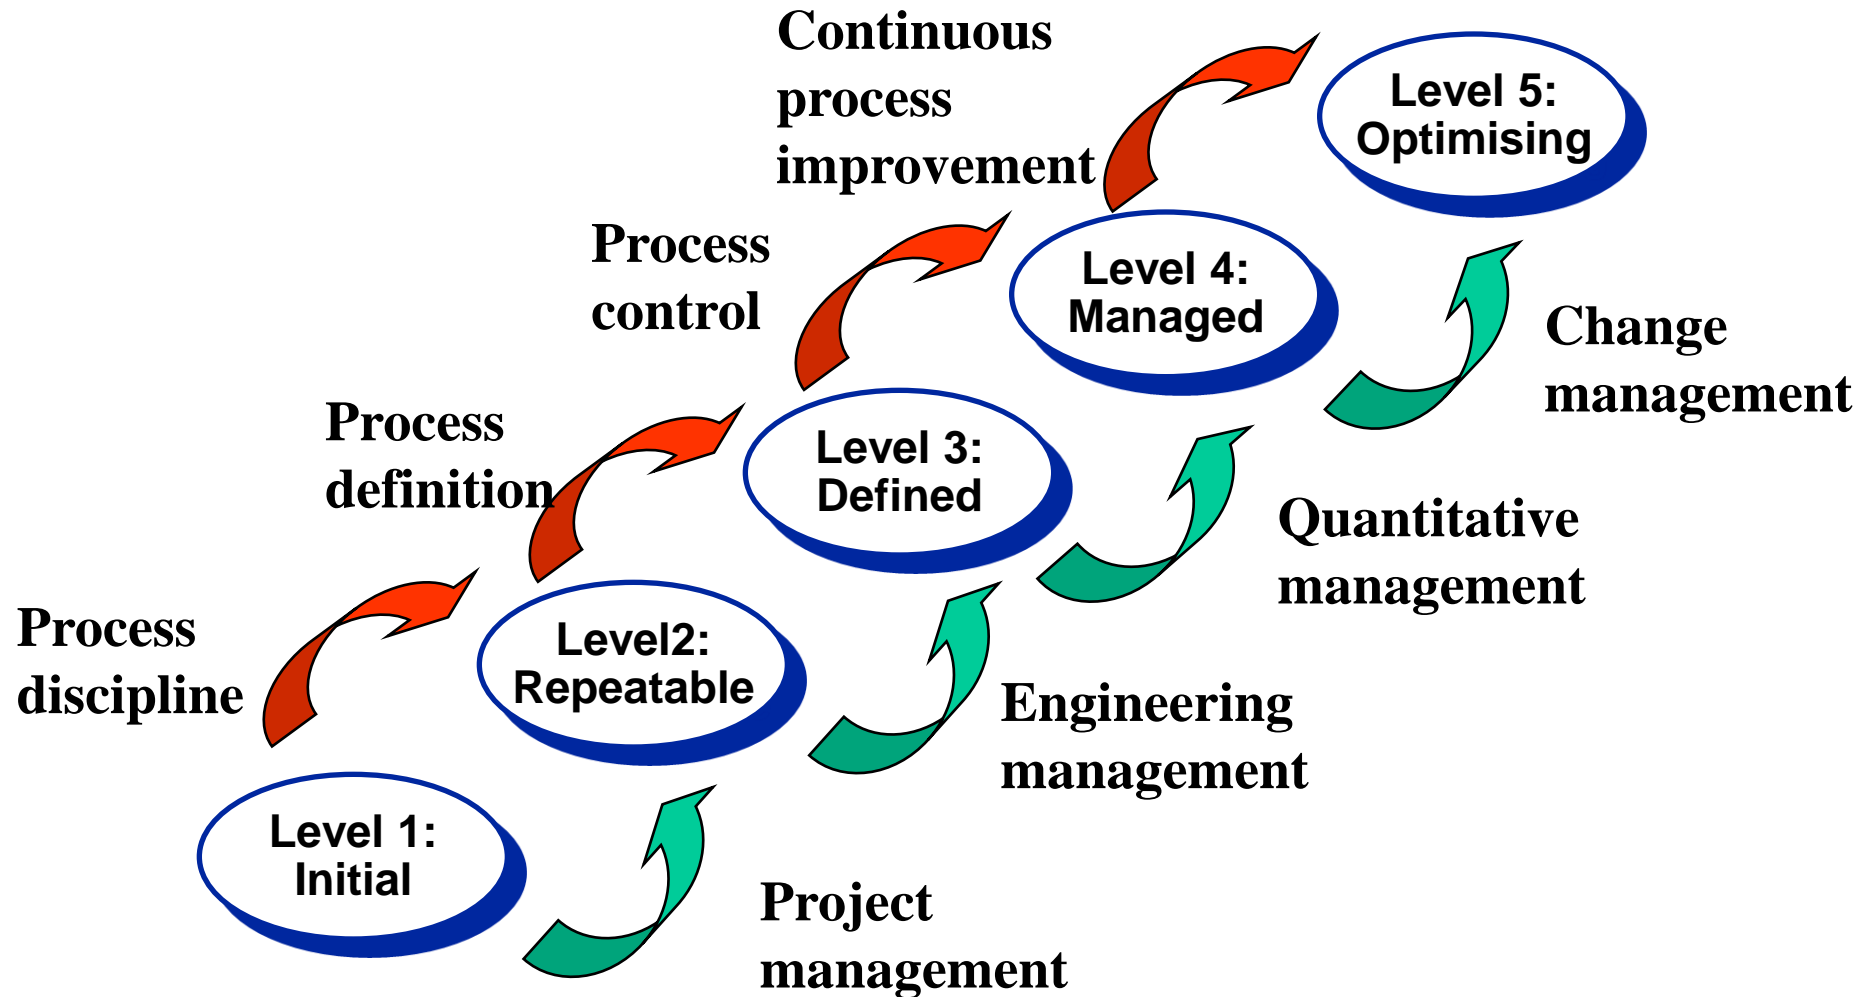 Continuous
process
improvement
Level 5:
Optimising
Process
control
Level 4:
Managed
Change
management
Process
definition
Level 3:
Defined
Quantitative
management
Process
discipline
Level2:
Repeatable
Engineering
management
Level 1:
Initial
Project
management